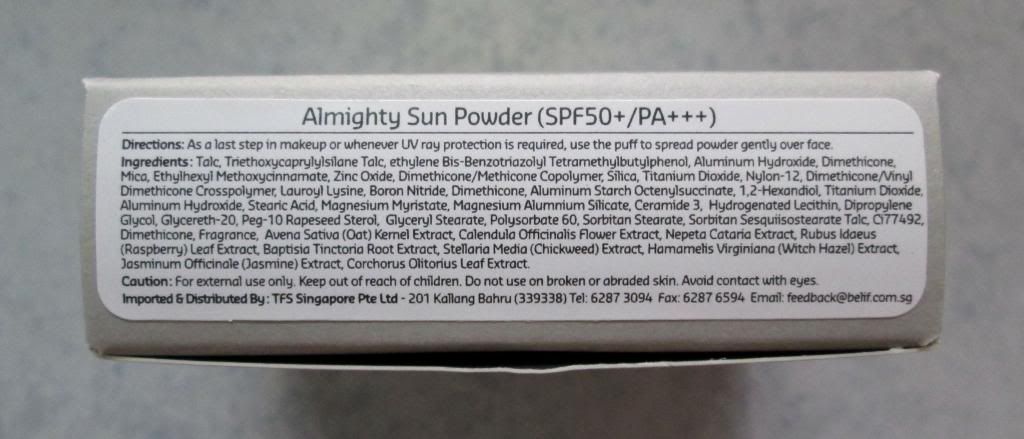 Almighty Sun Powder (SPF50+/PA+++)
Directions: As a last step in makeup or whenever UV ray protection is required, use the puff to spread powder gently over face.
Ingredients: Talc, Triethoxycaprylylsilane Talc, ethylene Bis-Benzotriazolyl Tetramethylbutylphenol, Aluminum Hydroxide, Dimethicone,
Mica, Ethylhexyl Methoxycinnamate, Zinc Oxide, Dimethicone/Methicone Copolymer, Silica, Titanium Dioxide, Nylon-12, Dimethicone/Vinyl
Dimethicone Crosspolymer, Lauroyl Lysine, Boron Nitride, Dimethicone, Aluminum Starch Octenylsuccinate, 1,2-Hexandiol, Titanium Dioxide,
Aluminum Hydroxide, Stearic Acid, Magnesium Myristate, Magnesium Alumnium Silicate, Ceramide 3, Hydrogenated Lecithin, Dipropylene
Glycol, Glycereth-20, Peg-10 Rapeseed Sterol, Glyceryl Stearate, Polysorbate 60, Sorbitan Stearate, Sorbitan Sesquiisostearate Talc, Ci77492,
Dimethicone, Fragrance, Avena Sativa (Oat) Kernel Extract, Calendula Officinalis Flower Extract, Nepeta Cataria Extract, Rubus Idaeus
(Raspberry) Leaf Extract, Baptisia Tinctoria Root Extract, Stellaria Media (Chickweed) Extract, Hamamelis Virginiana (Witch Hazel) Extract,
Jasminum Officinale (Jasmine) Extract, Corchorus Olitorius Leaf Extract.
Caution: For external use only. Keep out of reach of children. Do not use on broken or abraded skin. Avoid contact with eyes.
Imported & Distributed By: TFS Singapore Pte Ltd - 201 Kallang Bahru (339338) Tel: 6287 3094 Fax: 6287 6594 Email: feedback@belif.com.sg